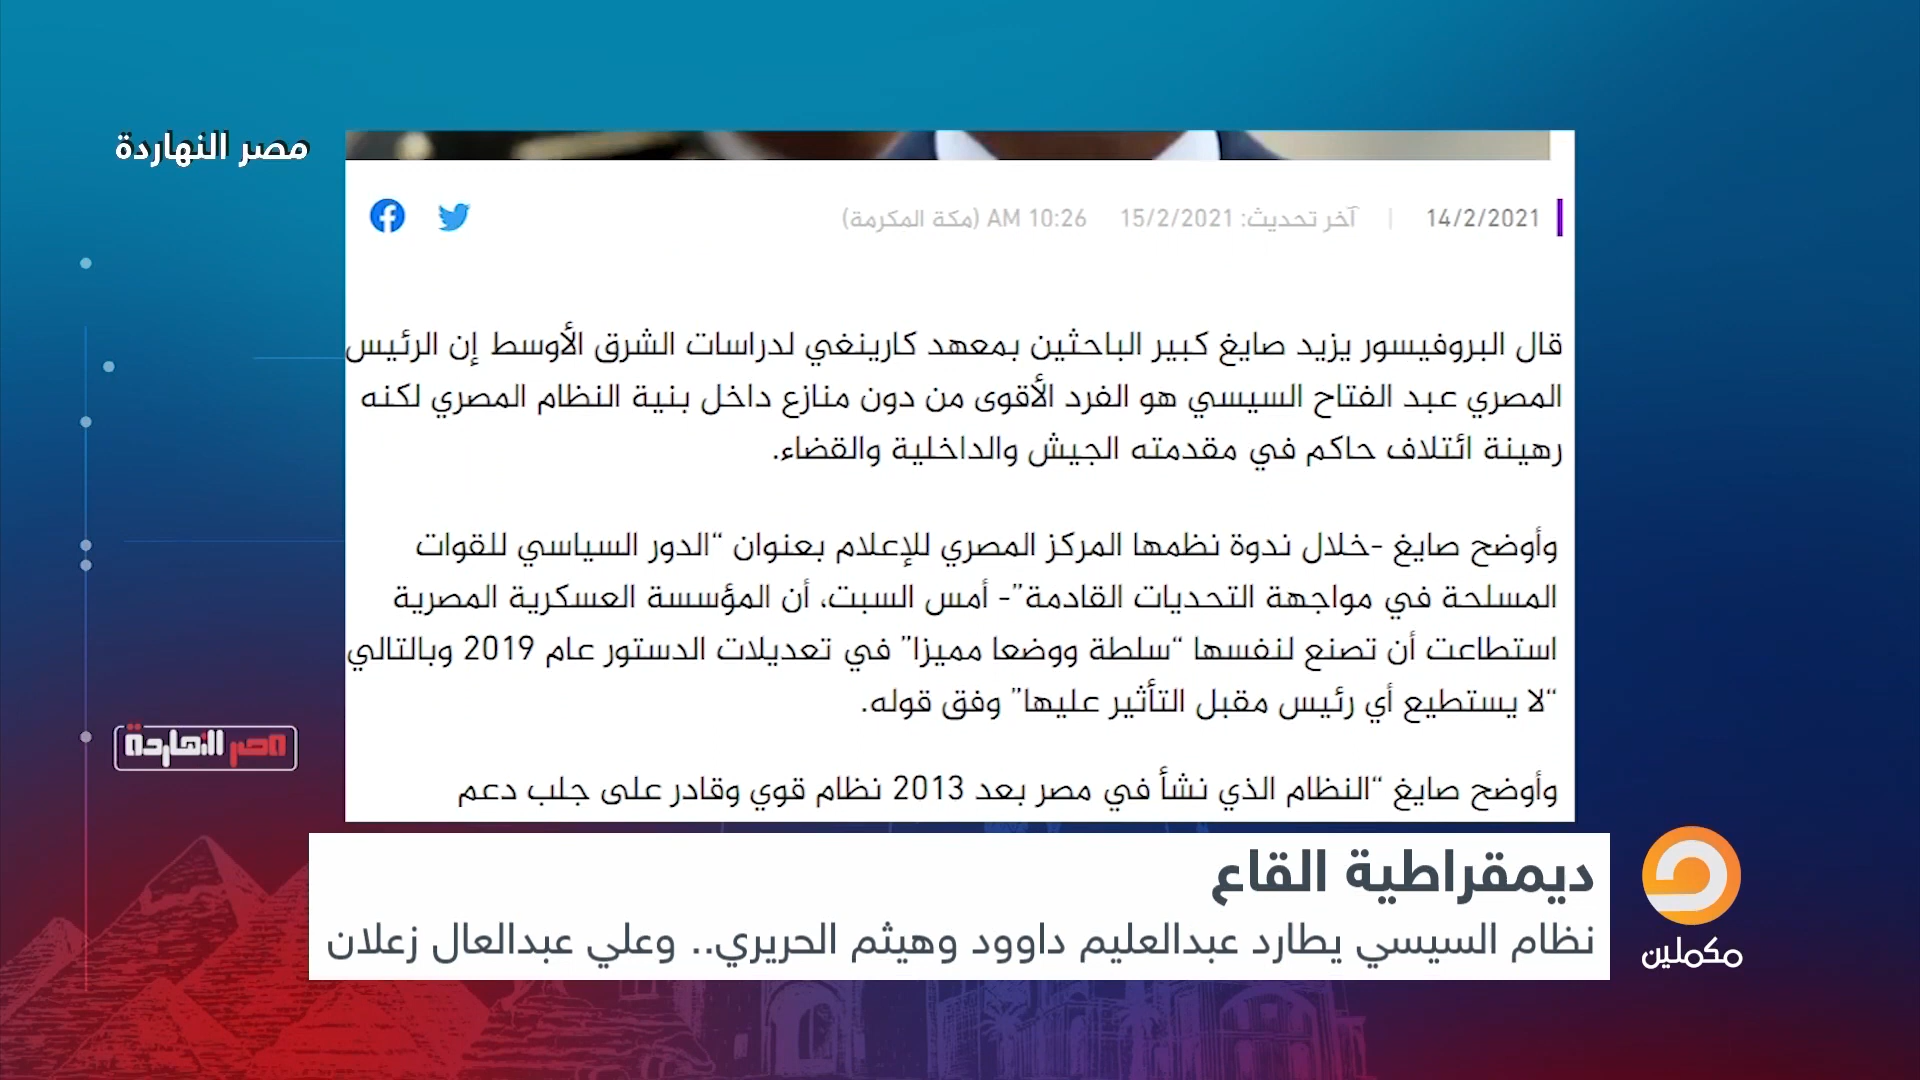 مصر النهاردة
14/2/2021 | آخر تحديث: 15/2/2021 10:26 AM (مكة المكرمة)
قال البروفيسور يزيد صايغ كبير الباحثين بمعهد كارينغي لدراسات الشرق الأوسط إن الرئيس
المصري عبد الفتاح السيسي هو الفرد الأقوى من دون منازع داخل بنية النظام المصري لكنه
رهينة ائتلاف حاكم في مقدمته الجيش والداخلية والقضاء.
وأوضح صايغ -خلال ندوة نظمها المركز المصري للإعلام بعنوان “الدور السياسي للقوات
المسلحة في مواجهة التحديات القادمة”- أمس السبت، أن المؤسسة العسكرية المصرية
استطاعت أن تصنع لنفسها “سلطة ووضعا مميزا” في تعديلات الدستور عام 2019 وبالتالي
“لا يستطيع أي رئيس مقبل التأثير عليها” وفق قوله.
وأوضح صايغ “النظام الذي نشأ في مصر بعد 2013 نظام قوي وقادر على جلب دعم
مصر النهاردة
ديمقراطية القاع
نظام السيسي يطارد عبدالعليم داوود وهيثم الحريري.. وعلي عبدالعال زعلان
مكملين